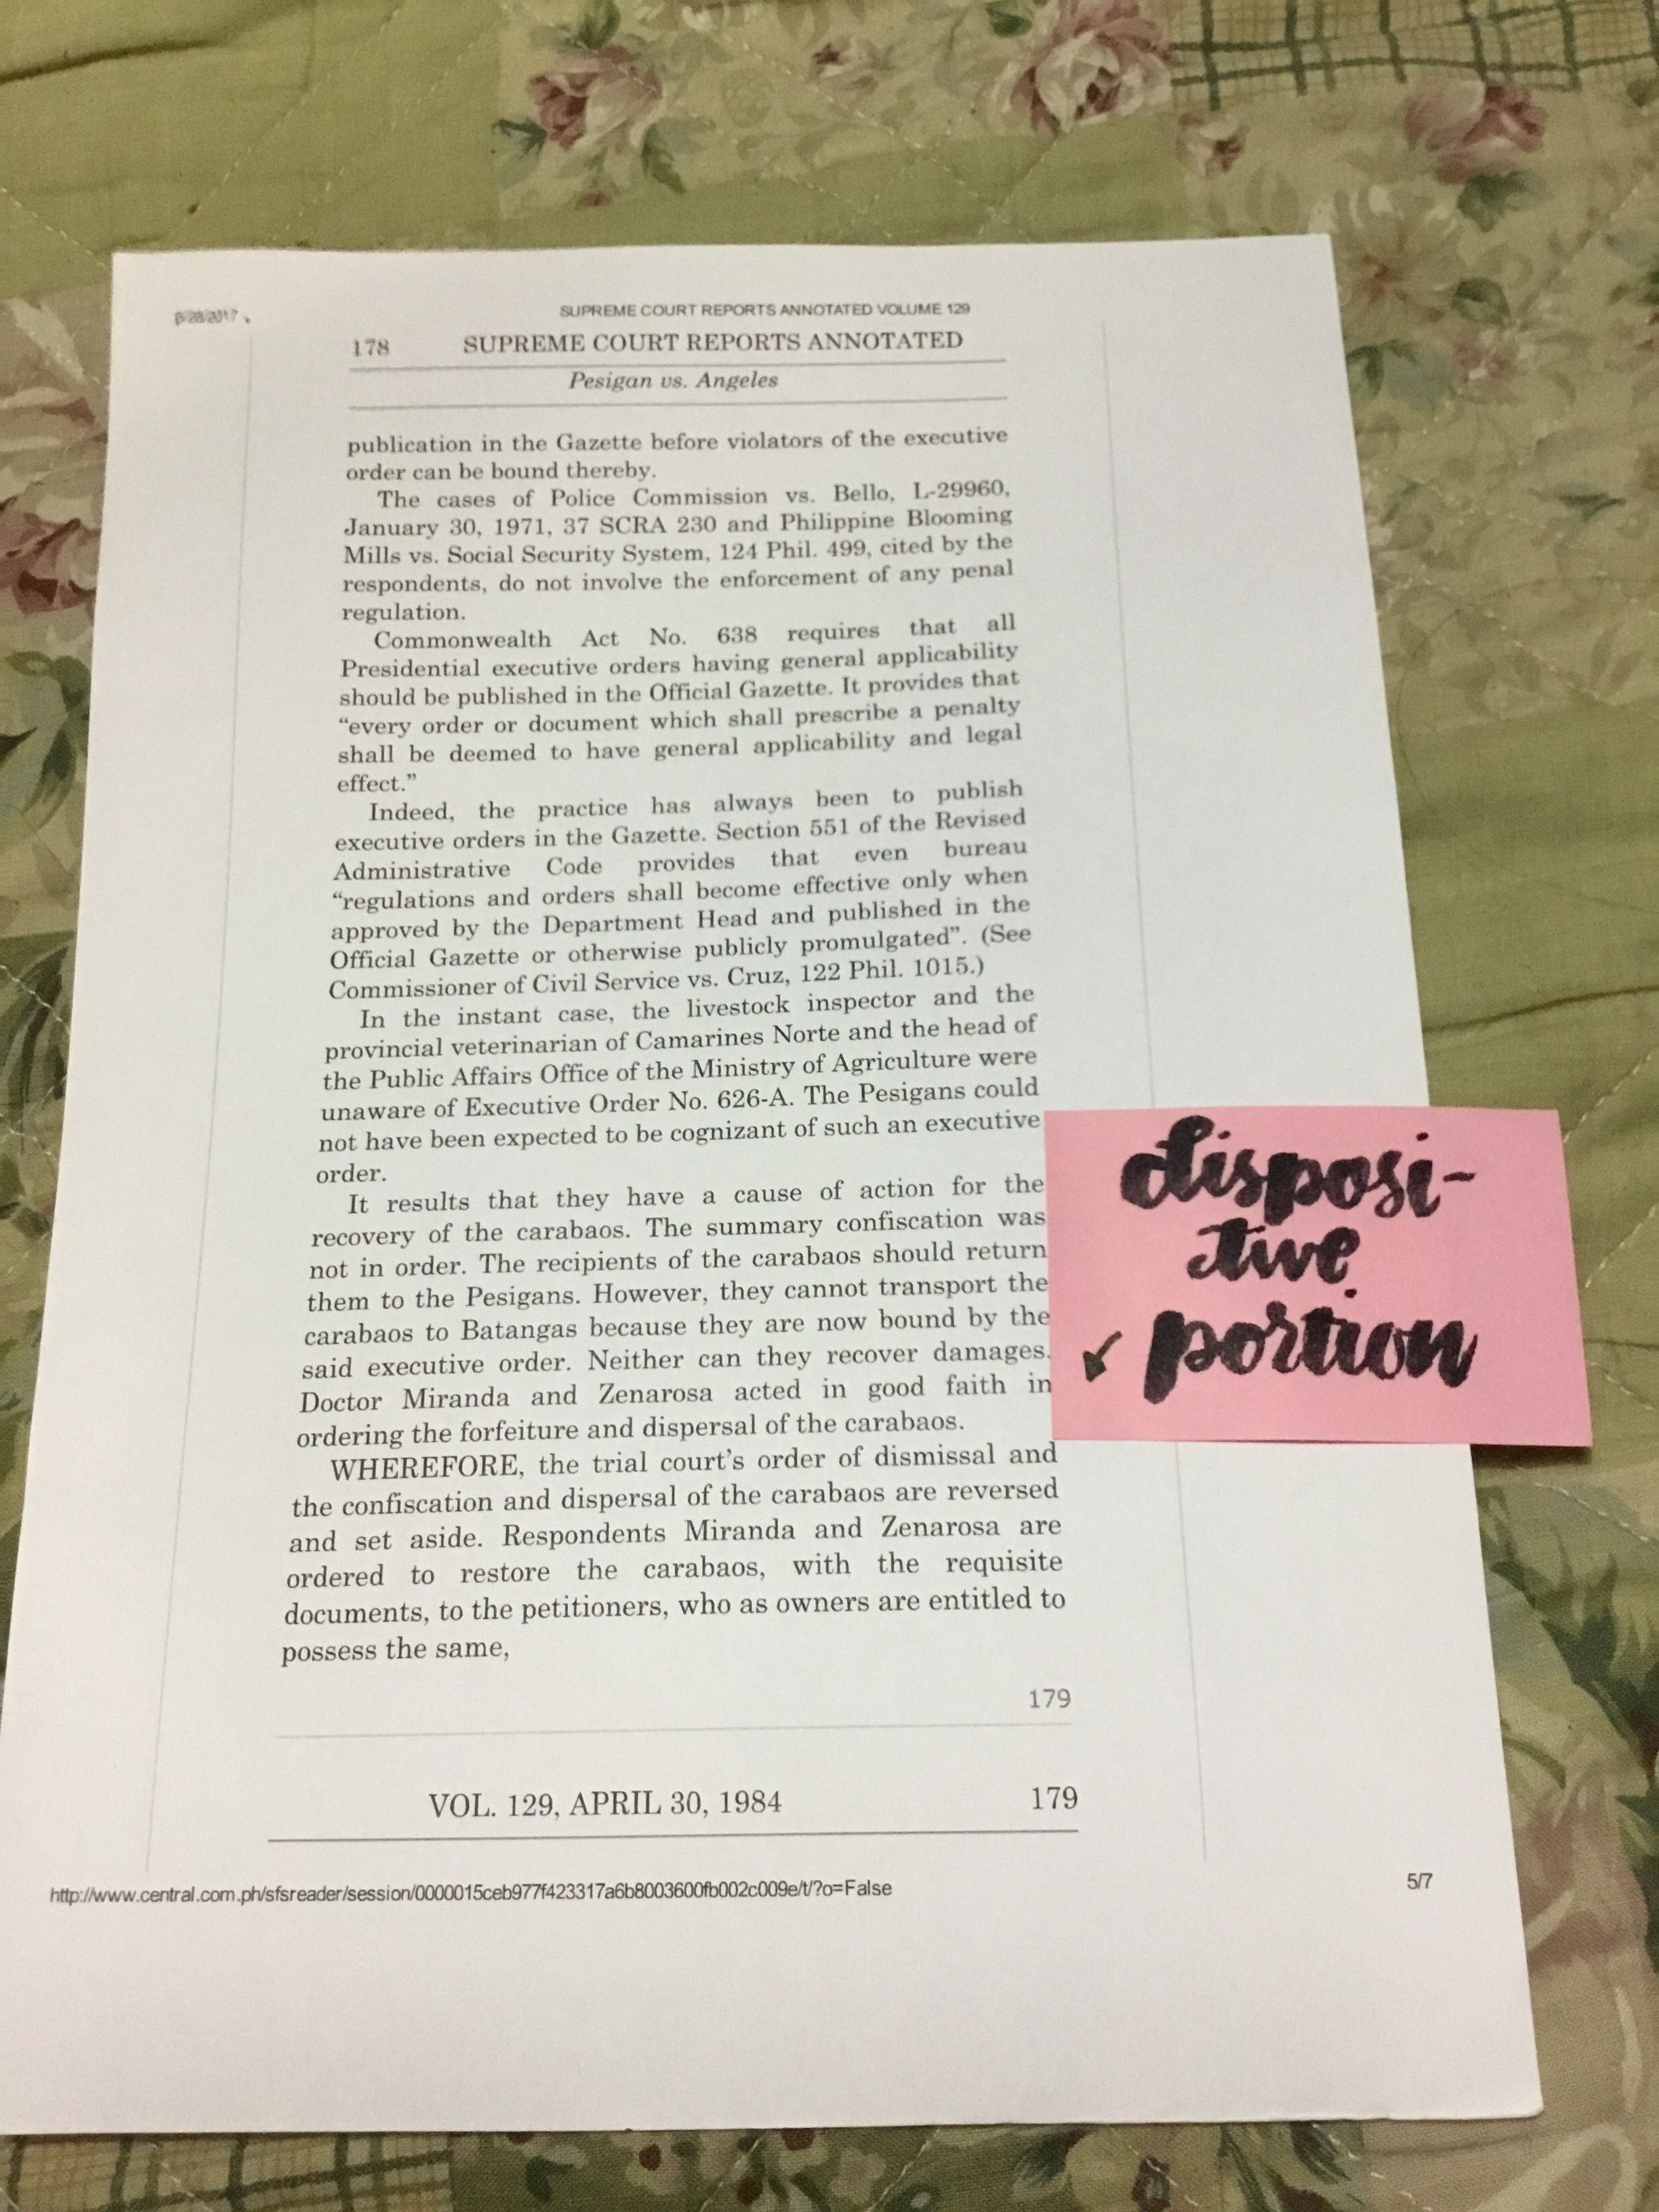 SUPREME COURT REPORTS ANNOTATED VOLUME 129
178 SUPREME COURT REPORTS ANNOTATED
Pesigan vs. Angeles
publication in the Gazette before violators of the executive
order can be bound thereby.
The cases of Police Commission vs. Bello, L-29960,
January 30, 1971, 37 SCRA 230 and Philippine Blooming
Mills vs. Social Security System, 124 Phil. 499, cited by the
respondents, do not involve the enforcement of any penal
regulation.
Commonwealth Act No. 638 requires that all
Presidential executive orders having general applicability
should be published in the Official Gazette. It provides that
“every order or document which shall prescribe a penalty
shall be deemed to have general applicability and legal
effect.”
Indeed, the practice has always been to publish
executive orders in the Gazette. Section 551 of the Revised
Administrative Code provides that even bureau
“regulations and orders shall become effective only when
approved by the Department Head and published in the
Official Gazette or otherwise publicly promulgated”. (See
Commissioner of Civil Service vs. Cruz, 122 Phil. 1015.)
In the instant case, the livestock inspector and the
provincial veterinarian of Camarines Norte and the head of
the Public Affairs Office of the Ministry of Agriculture were
unaware of Executive Order No. 626-A. The Pesigans could
not have been expected to be cognizant of such an executive
order.
It results that they have a cause of action for the
recovery of the carabaos. The summary confiscation was
not in order. The recipients of the carabaos should return
them to the Pesigans. However, they cannot transport the
carabaos to Batangas because they are now bound by the
said executive order. Neither can they recover damages.
Doctor Miranda and Zenarosa acted in good faith in
ordering the forfeiture and dispersal of the carabaos.
WHEREFORE, the trial court’s order of dismissal and
the confiscation and dispersal of the carabaos are reversed
and set aside. Respondents Miranda and Zenarosa are
ordered to restore the carabaos, with the requisite
documents, to the petitioners, who as owners are entitled to
possess the same,
179
VOL. 129, APRIL 30, 1984 179
http://www.central.com.ph/sfsreader/session/0000015ceb977f423317a6b8003600fb002c009e/t/?o=False 5/7
disposi-
tive
portion